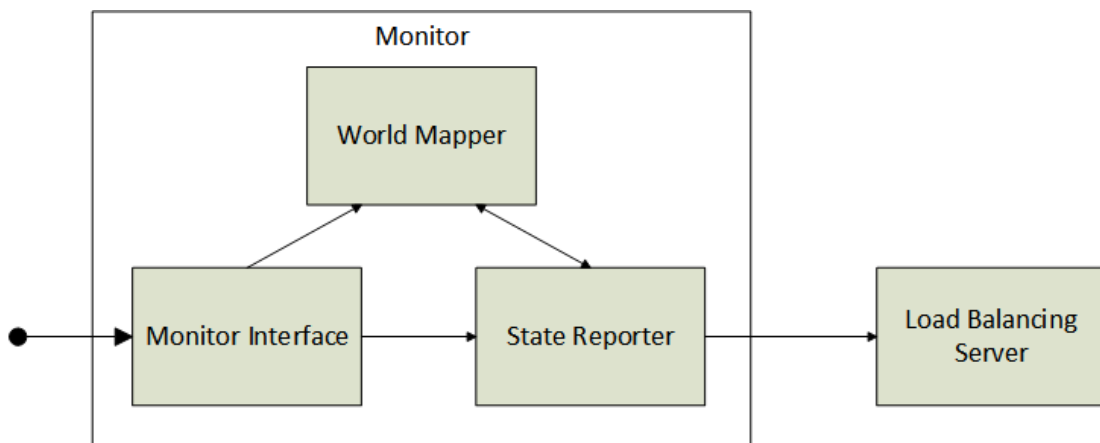 Monitor
World Mapper
Monitor Interface
State Reporter
Load Balancing
Server